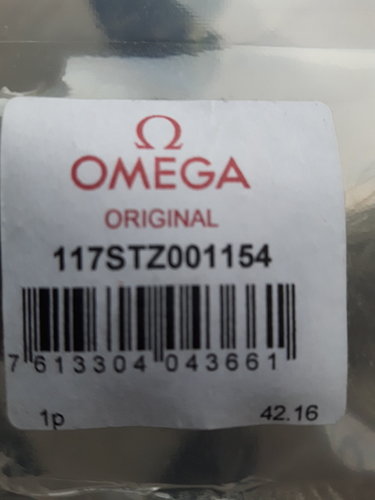 Ω
OMEGA
ORIGINAL
117STZ001154
7 613304 043661
1p 42.16